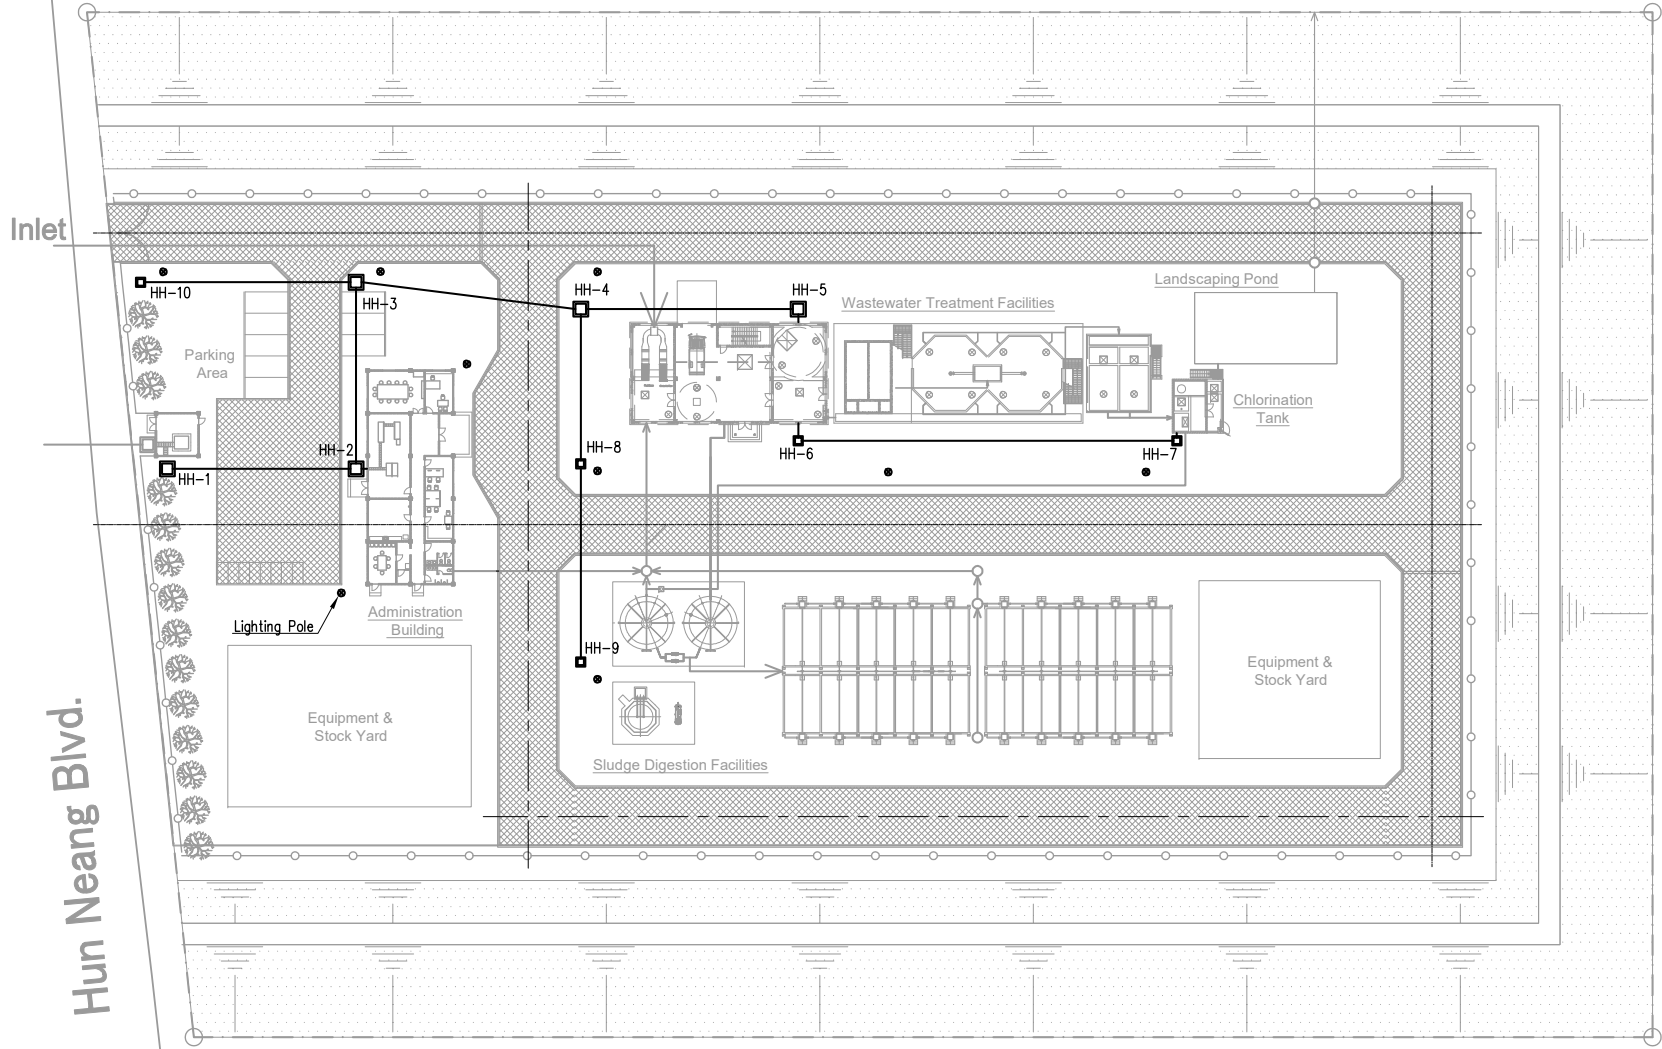 Inlet
HH-10
HH-3
HH-4
HH-5
Landscaping Pond
Wastewater Treatment Facilities
Parking
Area
Chlorination
Tank
HH-2
HH-8
HH-6
HH-7
HH-1
Administration
Building
Lighting Pole
HH-9
Equipment &
Stock Yard
Equipment &
Stock Yard
Sludge Digestion Facilities
Hun Neang Blvd.